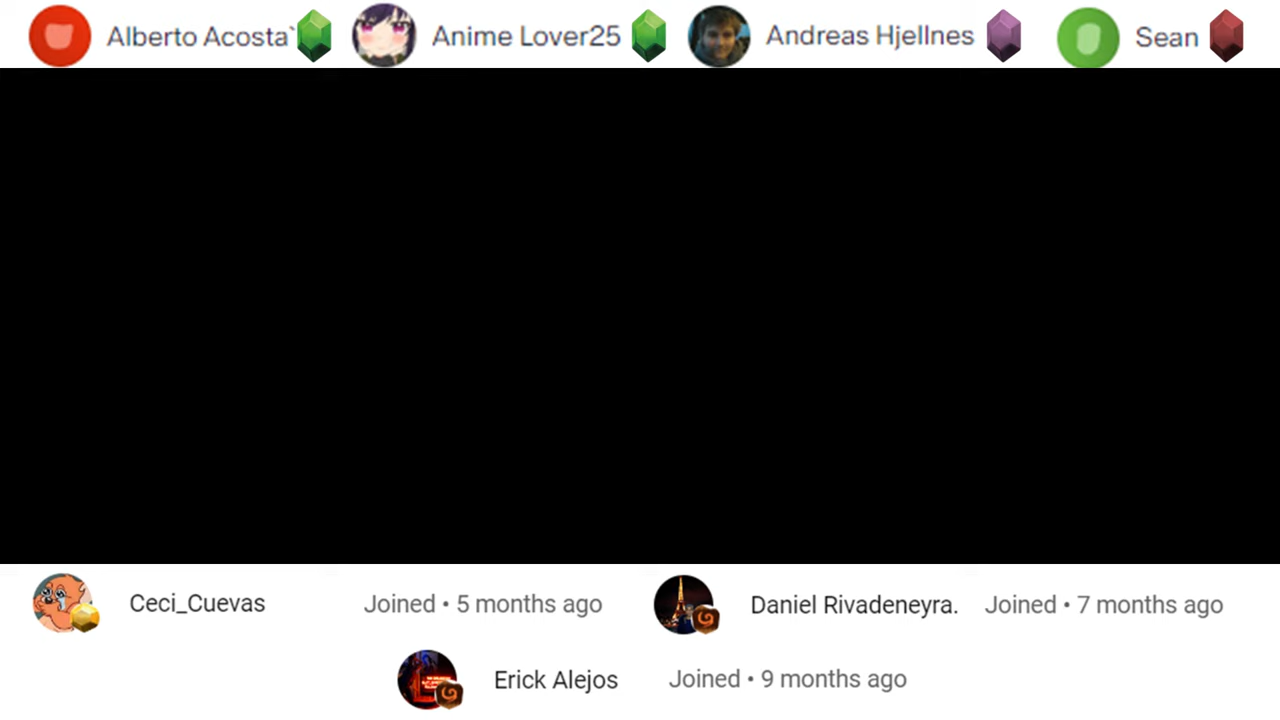 Alberto Acosta` Anime Lover25 Andreas Hjellnes Sean
Ceci_Cuevas Joined • 5 months ago Daniel Rivadeneyra. Joined • 7 months ago
Erick Alejos Joined • 9 months ago